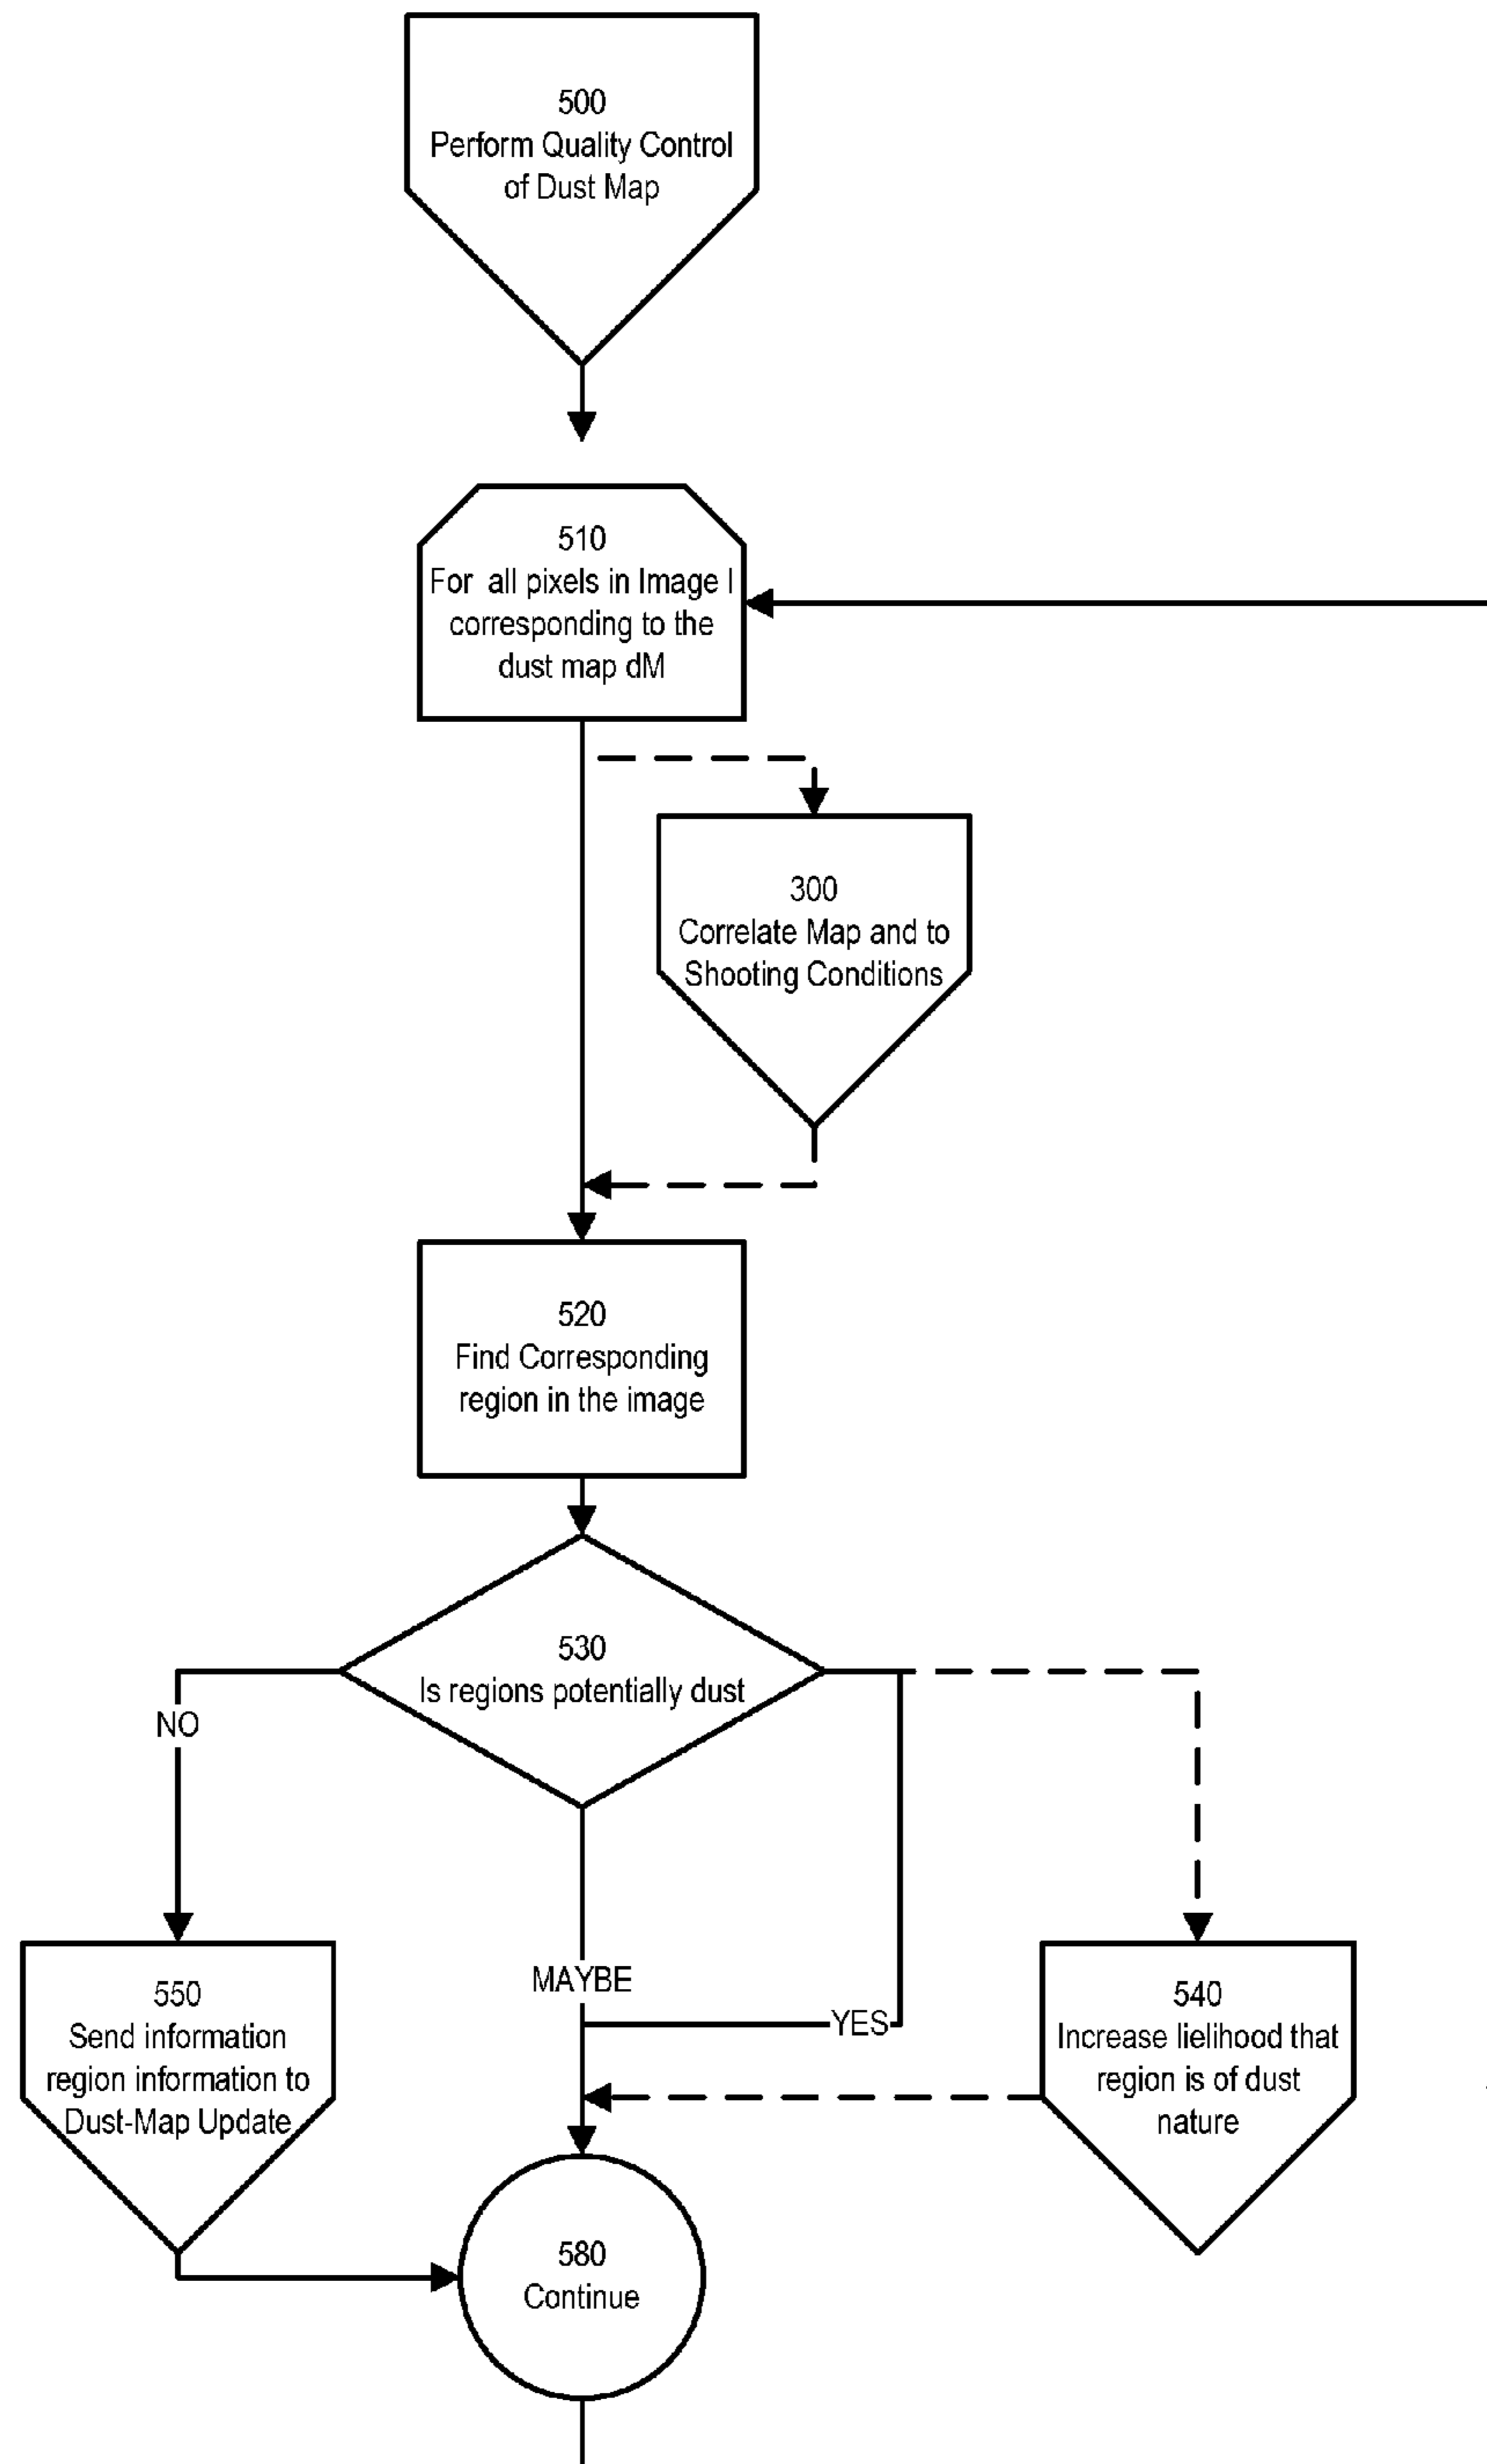 500
Perform Quality Control
of Dust Map
510
For all pixels in Image I
corresponding to the
dust map dM
300
Correlate Map and to
Shooting Conditions
520
Find Corresponding
region in the image
530
Is regions potentially dust
NO
MAYBE
YES
550
Send information
region information to
Dust-Map Update
540
Increase lielihood that
region is of dust
nature
580
Continue